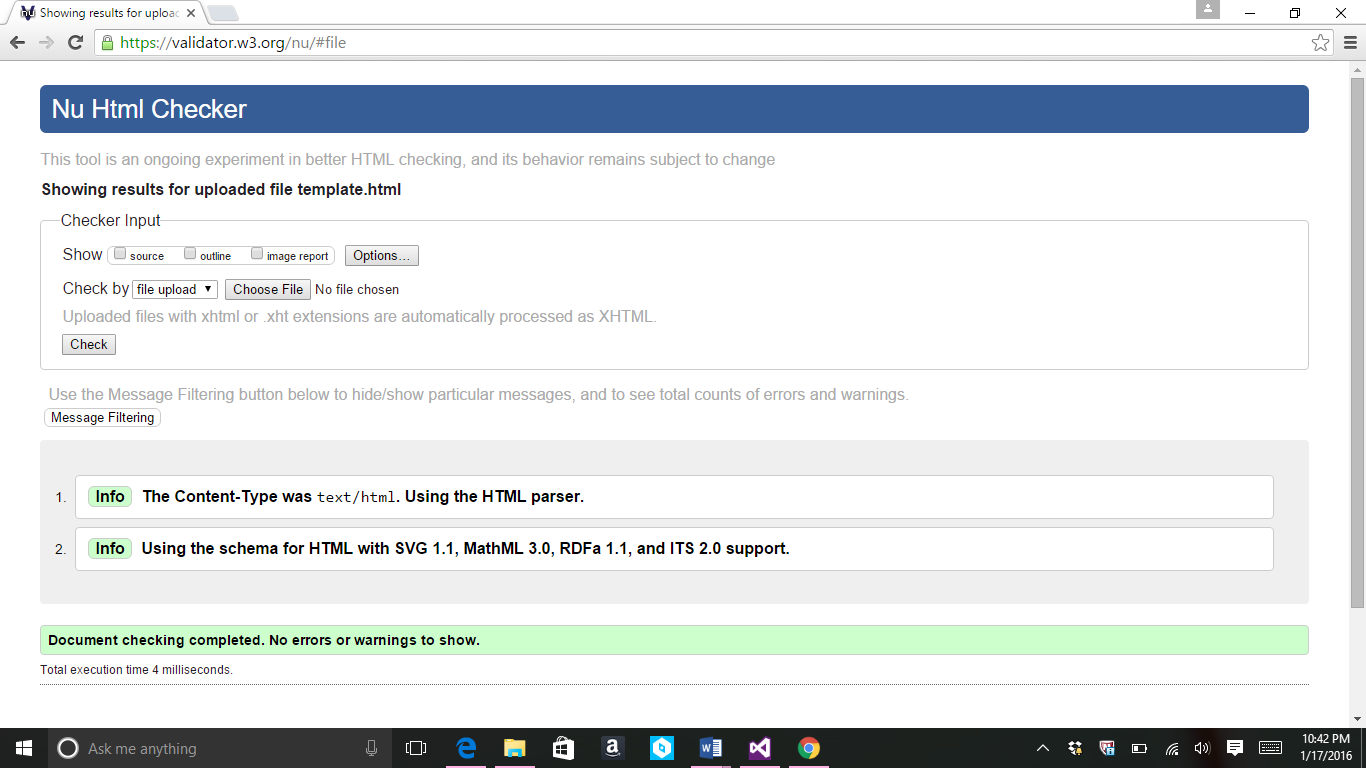 Showing results for uploa
https://validator.w3.org/nu/#file
Nu Html Checker
This tool is an ongoing experiment in better HTML checking, and its behavior remains subject to change
Showing results for uploaded file template.html
Checker Input
Show source outline image report Options...
Check by file upload Choose File No file chosen
Uploaded files with xhtml or .xht extensions are automatically processed as XHTML.
Check
Use the Message Filtering button below to hide/show particular messages, and to see total counts of errors and warnings.
Message Filtering
1. Info The Content-Type was text/html. Using the HTML parser.
2. Info Using the schema for HTML with SVG 1.1, MathML 3.0, RDFa 1.1, and ITS 2.0 support.
Document checking completed. No errors or warnings to show.
Total execution time 4 milliseconds.
Ask me anything
10:42 PM
1/17/2016